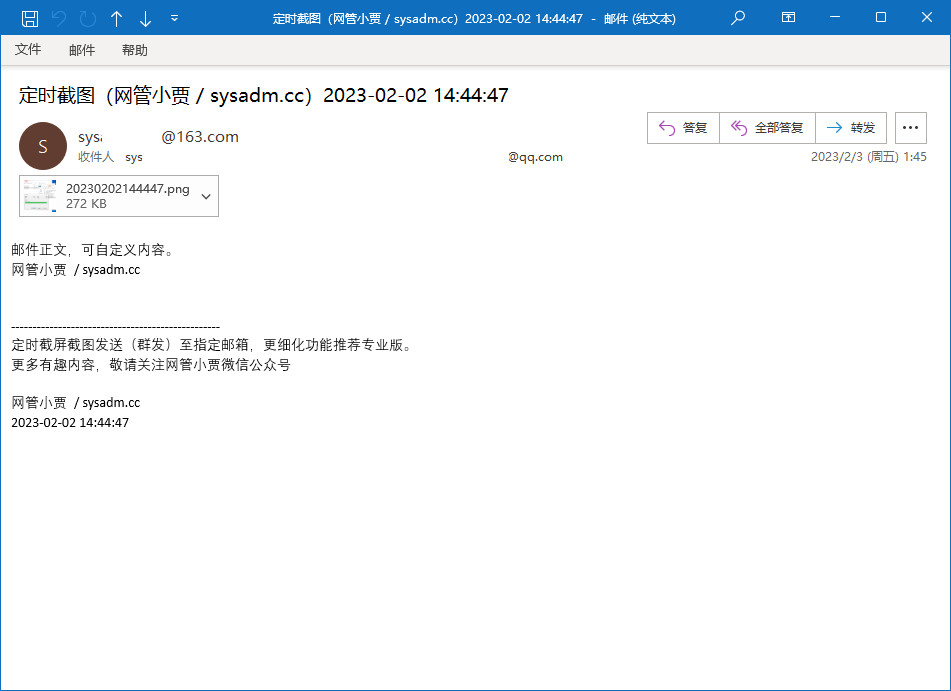 定时截图（网管小贾 / sysadm.cc）2023-02-02 14:44:47 - 邮件 (纯文本)
文件 邮件 帮助
定时截图（网管小贾 / sysadm.cc）2023-02-02 14:44:47
答复 全部答复 转发
S
sys @163.com
收件人 sys @qq.com
2023/2/3 (周五) 1:45
20230202144447.png
272 KB
邮件正文，可自定义内容。
网管小贾 / sysadm.cc
-------------------------------------------------
定时截屏截图发送（群发）至指定邮箱，更细化功能推荐专业版。
更多有趣内容，敬请关注网管小贾微信公众号
网管小贾 / sysadm.cc
2023-02-02 14:44:47